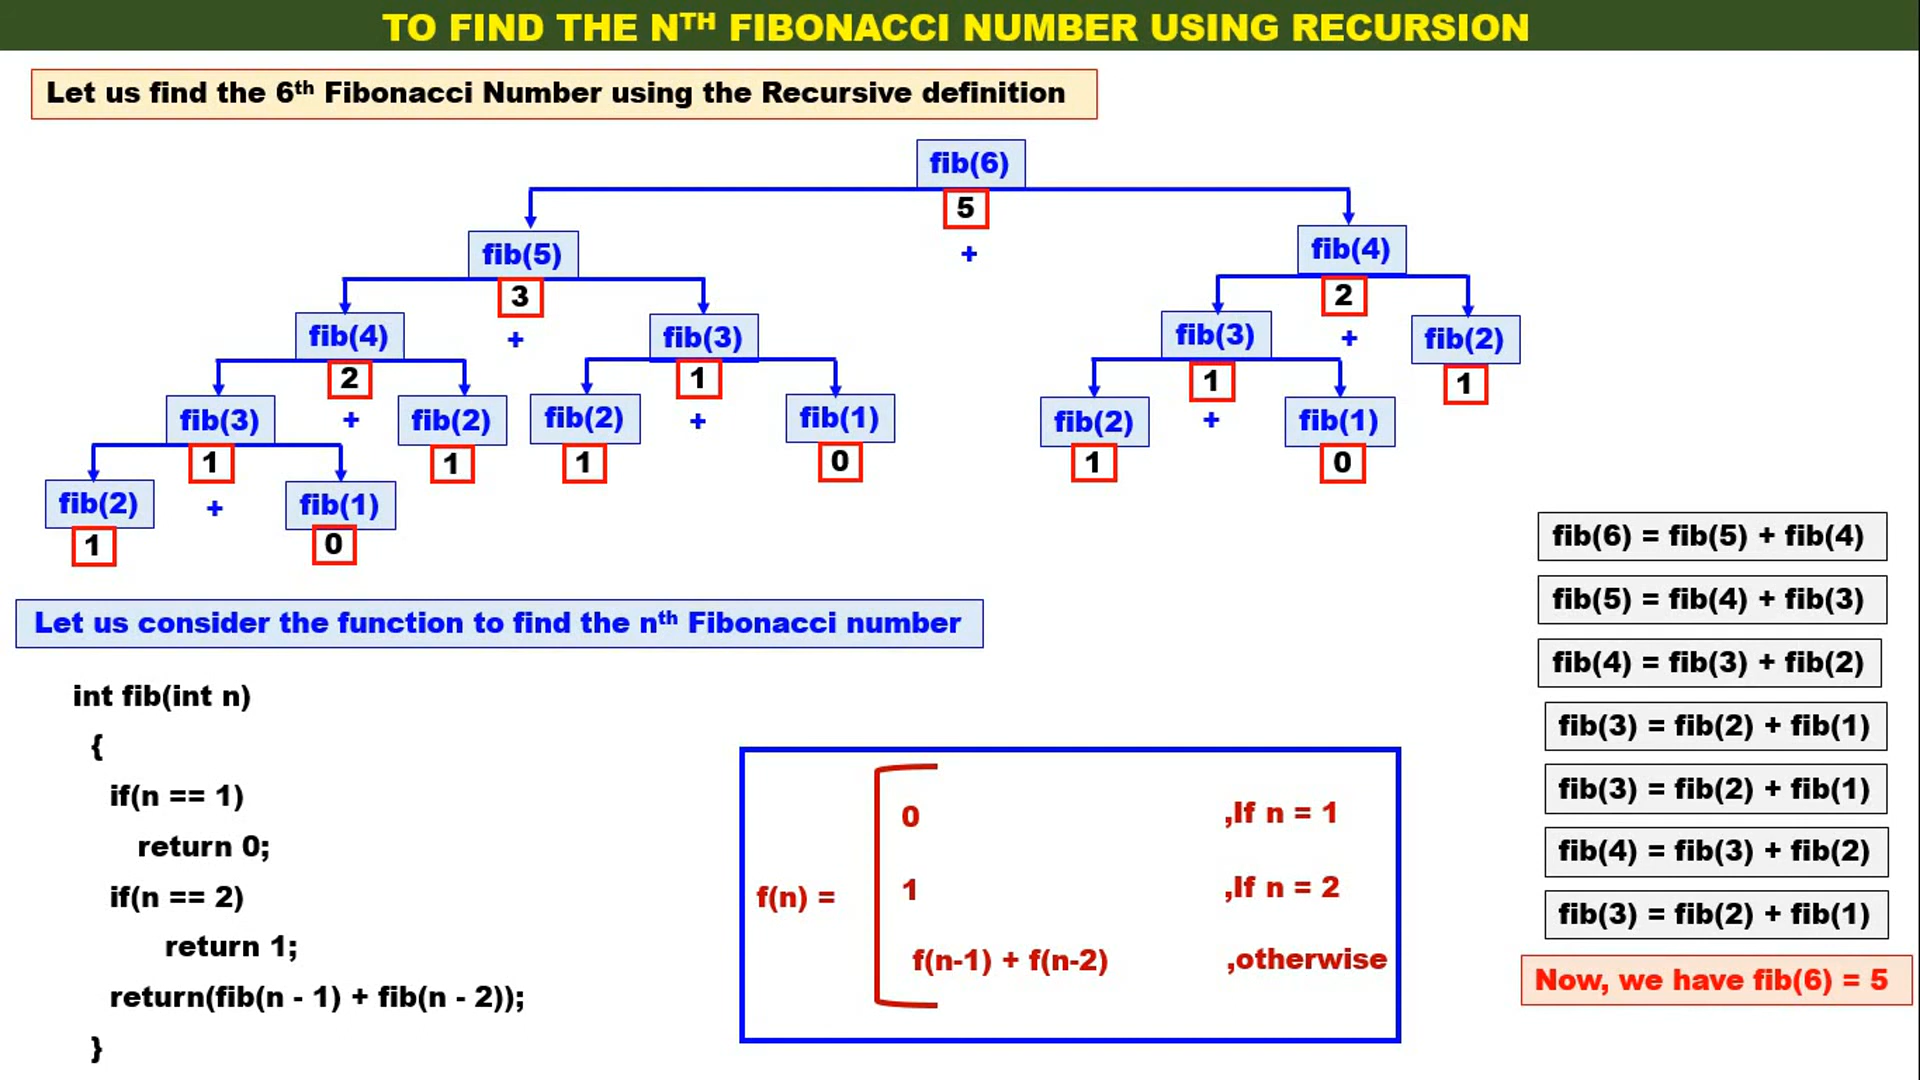 TO FIND THE NTH FIBONACCI NUMBER USING RECURSION
Let us find the 6th Fibonacci Number using the Recursive definition
fib(6)
5
+
fib(5)
fib(4)
3
2
+
+
fib(4)
fib(3)
fib(3)
fib(2)
2
1
1
1
+
+
+
fib(3)
fib(2)
fib(2)
fib(1)
fib(2)
fib(1)
1
1
1
0
1
0
+
fib(2)
fib(1)
1
0
fib(6) = fib(5) + fib(4)
fib(5) = fib(4) + fib(3)
fib(4) = fib(3) + fib(2)
fib(3) = fib(2) + fib(1)
fib(3) = fib(2) + fib(1)
fib(4) = fib(3) + fib(2)
fib(3) = fib(2) + fib(1)
Now, we have fib(6) = 5
Let us consider the function to find the nth Fibonacci number
int fib(int n)
{
if(n == 1)
return 0;
if(n == 2)
return 1;
return(fib(n - 1) + fib(n - 2));
}
f(n) =
0 ,If n = 1
1 ,If n = 2
f(n-1) + f(n-2) ,otherwise